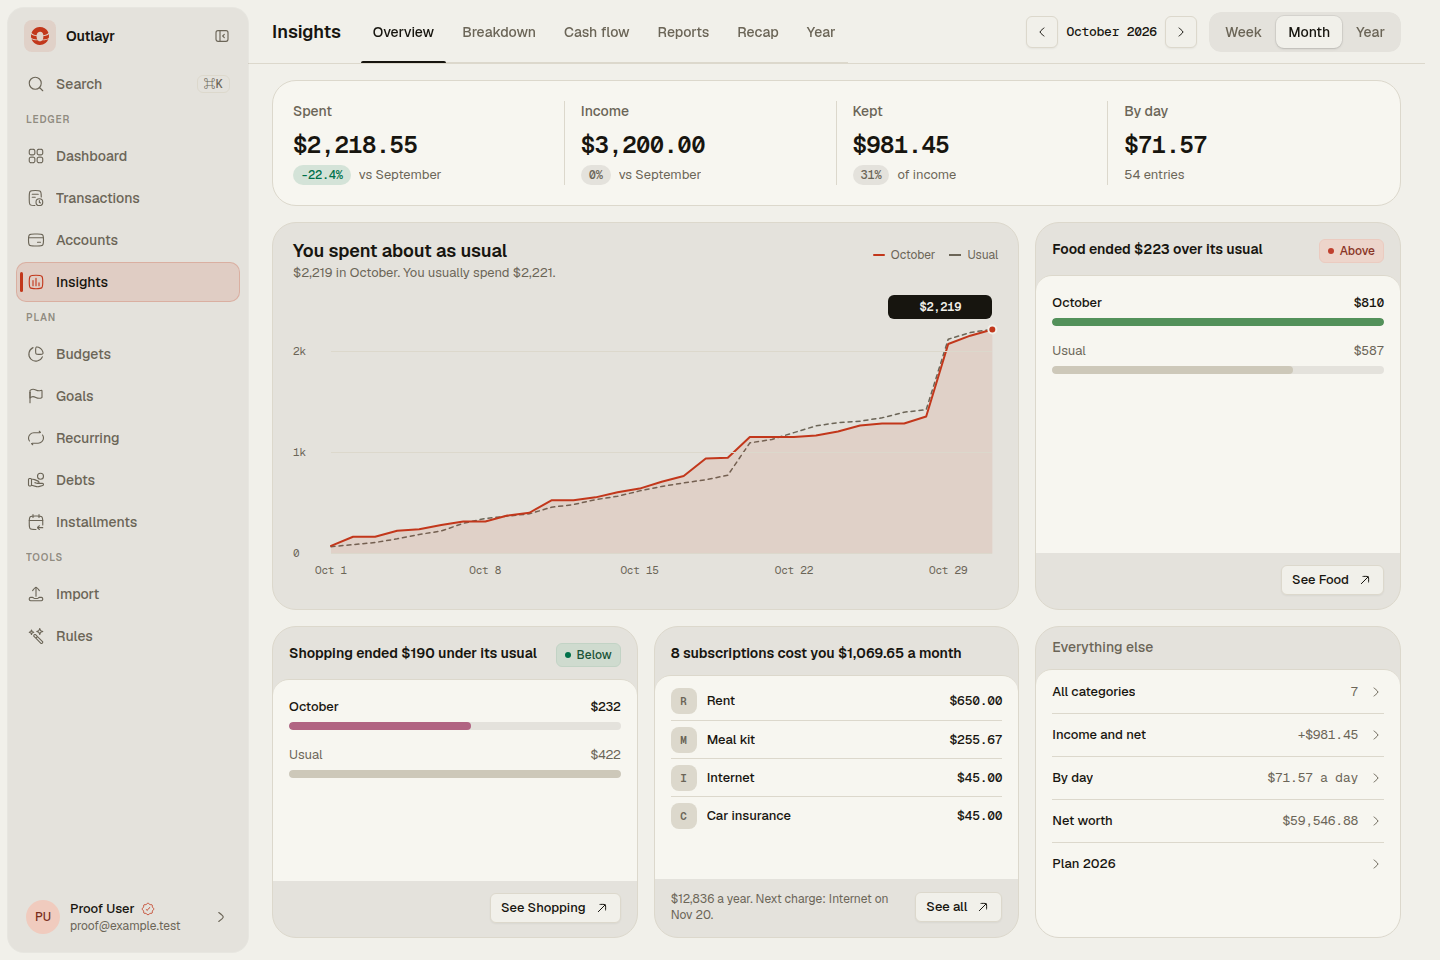 Outlayr
Search ⌘K
LEDGER
Dashboard
Transactions
Accounts
Insights
PLAN
Budgets
Goals
Recurring
Debts
Installments
TOOLS
Import
Rules
PU
Proof User
proof@example.test
Insights
Overview Breakdown Cash flow Reports Recap Year
October 2026
Week Month Year
Spent
$2,218.55
-22.4% vs September
Income
$3,200.00
0% vs September
Kept
$981.45
31% of income
By day
$71.57
54 entries
You spent about as usual
$2,219 in October. You usually spend $2,221.
October Usual
$2,219
2k
1k
0
Oct 1 Oct 8 Oct 15 Oct 22 Oct 29
Food ended $223 over its usual
Above
October $810
Usual $587
See Food
Shopping ended $190 under its usual
Below
October $232
Usual $422
See Shopping
8 subscriptions cost you $1,069.65 a month
R Rent $650.00
M Meal kit $255.67
I Internet $45.00
C Car insurance $45.00
$12,836 a year. Next charge: Internet on
Nov 20.
See all
Everything else
All categories 7
Income and net +$981.45
By day $71.57 a day
Net worth $59,546.88
Plan 2026